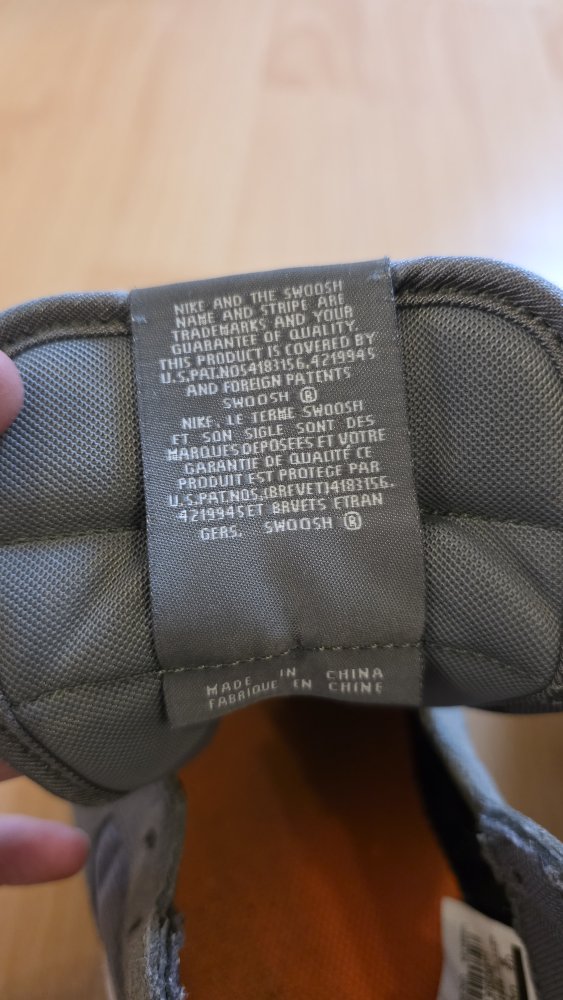 NIKE AND THE SWOOSH
NAME AND STRIPE ARE
TRADEMARKS AND YOUR
GUARANTEE OF QUALITY.
THIS PRODUCT IS COVERED BY
U.S.PAT.NOS4183156,4219945
AND FOREIGN PATENTS
SWOOSH ®
NIKE, LE TERME SWOOSH
ET SON SIGLE SONT DES
MARQUES DEPOSEES ET VOTRE
GARANTIE DE QUALITÉ CE
PRODUIT EST PROTEGE PAR
U.S.PAT.NOS,(BREVET)4183156.
4219945ET BRVETS ETRAN
GERS. SWOOSH ®
MADE IN CHINA
FABRIQUE EN CHINE